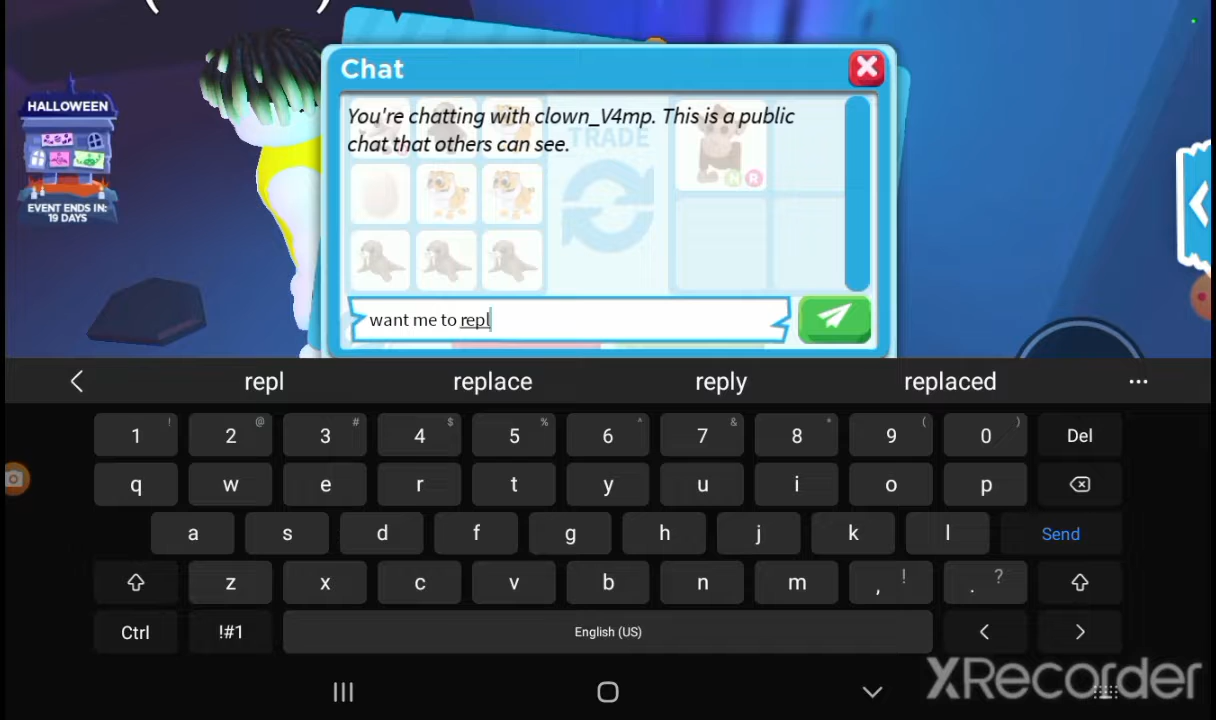 HALLOWEEN
EVENT ENDS IN:
19 DAYS
Chat
You're chatting with clown_V4mp. This is a public
chat that others can see.
TRADE
N R
want me to repl
repl replace reply replaced
1 ! 2 @ 3 # 4 $ 5 % 6 ^ 7 & 8 * 9 ( 0 ) Del
q w e r t y u i o p
a s d f g h j k l Send
z x c v b n m , ! . ?
Ctrl !#1 English (US) < >
XRecorder